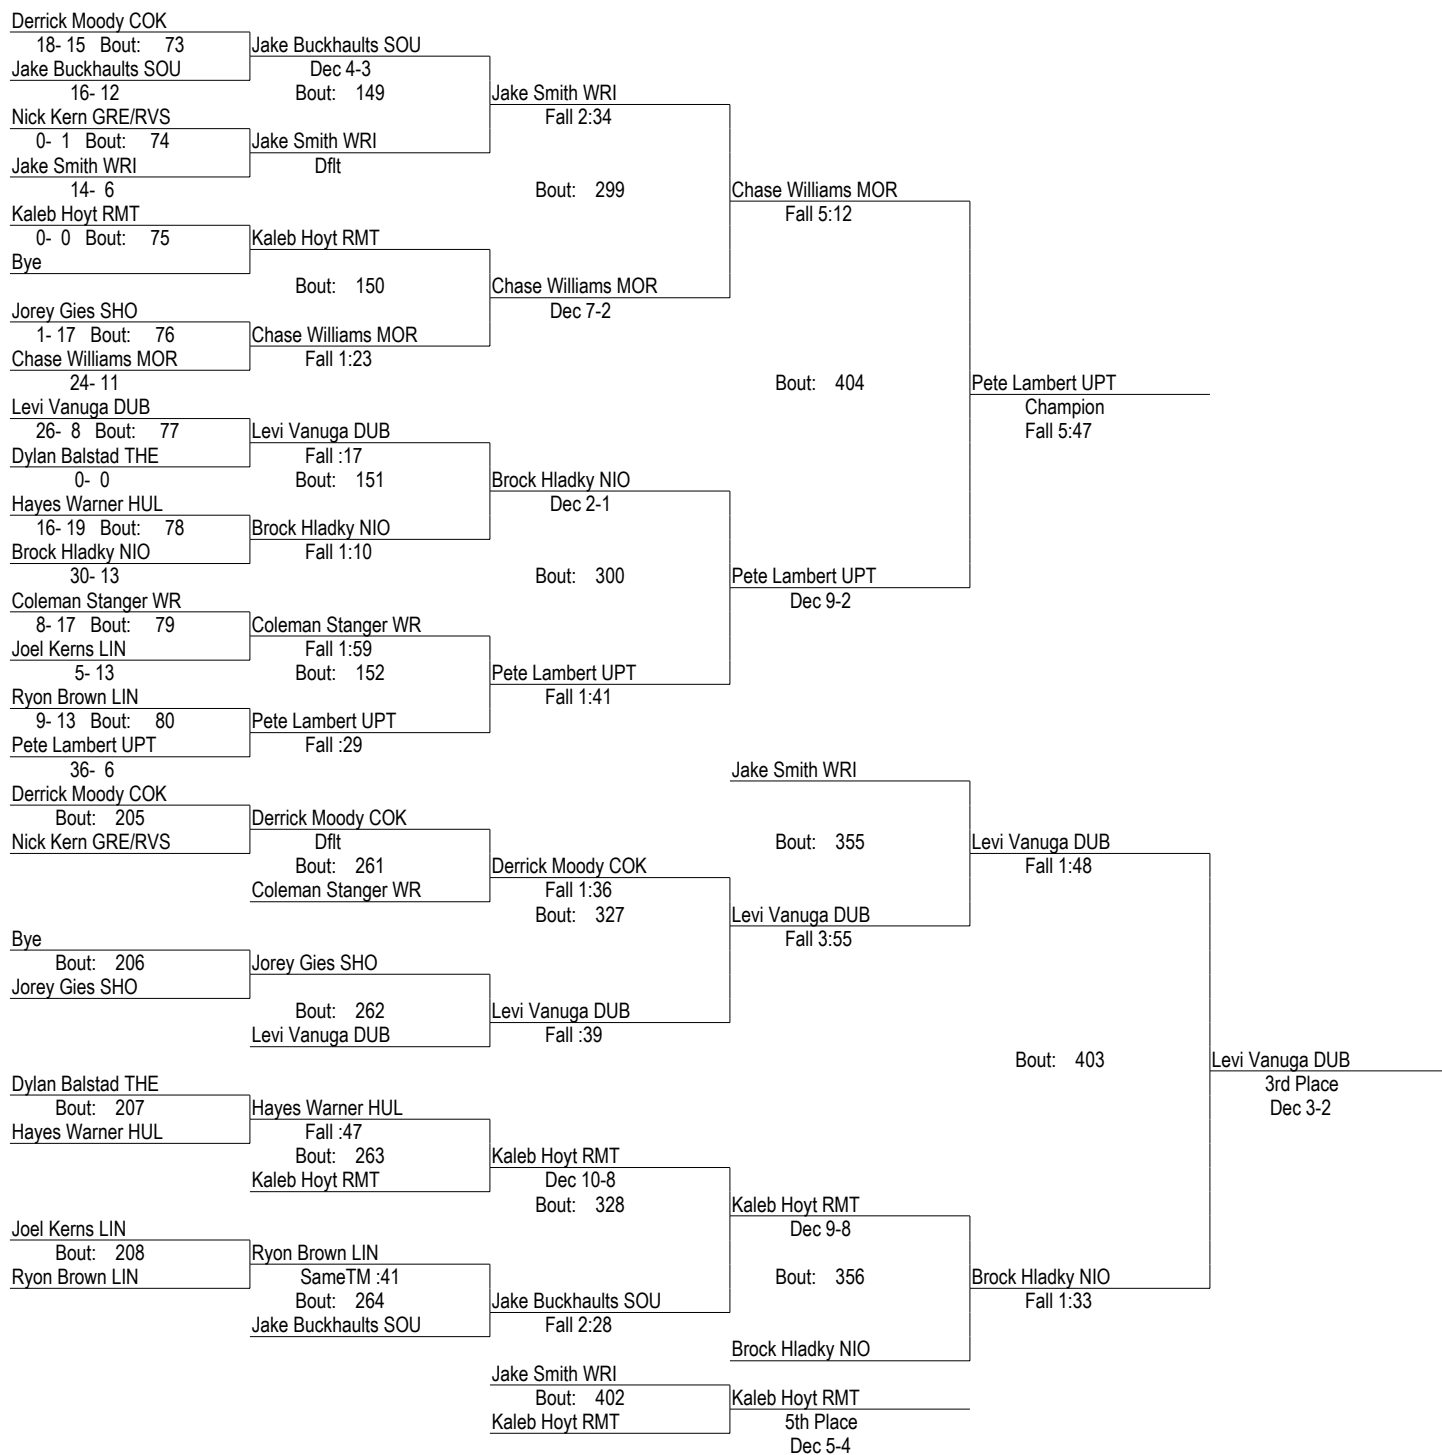 Derrick Moody COK
18- 15 Bout: 73
Jake Buckhaults SOU
Jake Buckhaults SOU
Dec 4-3
16- 12
Bout: 149
Jake Smith WRI
Nick Kern GRE/RVS
Fall 2:34
0- 1 Bout: 74
Jake Smith WRI
Jake Smith WRI
Dflt
14- 6
Bout: 299
Chase Williams MOR
Kaleb Hoyt RMT
Fall 5:12
0- 0 Bout: 75
Kaleb Hoyt RMT
Bye
Bout: 150
Chase Williams MOR
Jorey Gies SHO
Dec 7-2
1- 17 Bout: 76
Chase Williams MOR
Chase Williams MOR
Fall 1:23
24- 11
Bout: 404
Pete Lambert UPT
Levi Vanuga DUB
Champion
26- 8 Bout: 77
Levi Vanuga DUB
Fall 5:47
Dylan Balstad THE
Fall :17
0- 0
Bout: 151
Brock Hladky NIO
Hayes Warner HUL
Dec 2-1
16- 19 Bout: 78
Brock Hladky NIO
Brock Hladky NIO
Fall 1:10
30- 13
Bout: 300
Pete Lambert UPT
Coleman Stanger WR
Dec 9-2
8- 17 Bout: 79
Coleman Stanger WR
Joel Kerns LIN
Fall 1:59
5- 13
Bout: 152
Pete Lambert UPT
Ryon Brown LIN
Fall 1:41
9- 13 Bout: 80
Pete Lambert UPT
Pete Lambert UPT
Fall :29
36- 6
Jake Smith WRI
Derrick Moody COK
Bout: 205
Derrick Moody COK
Nick Kern GRE/RVS
Dflt
Bout: 355
Levi Vanuga DUB
Bout: 261
Derrick Moody COK
Fall 1:48
Coleman Stanger WR
Fall 1:36
Bout: 327
Levi Vanuga DUB
Bye
Fall 3:55
Bout: 206
Jorey Gies SHO
Jorey Gies SHO
Bout: 262
Levi Vanuga DUB
Levi Vanuga DUB
Fall :39
Bout: 403
Levi Vanuga DUB
Dylan Balstad THE
3rd Place
Bout: 207
Hayes Warner HUL
Dec 3-2
Hayes Warner HUL
Fall :47
Bout: 263
Kaleb Hoyt RMT
Kaleb Hoyt RMT
Dec 10-8
Bout: 328
Kaleb Hoyt RMT
Joel Kerns LIN
Dec 9-8
Bout: 208
Ryon Brown LIN
Ryon Brown LIN
SameTM :41
Bout: 356
Brock Hladky NIO
Bout: 264
Jake Buckhaults SOU
Fall 1:33
Jake Buckhaults SOU
Fall 2:28
Brock Hladky NIO
Jake Smith WRI
Bout: 402
Kaleb Hoyt RMT
Kaleb Hoyt RMT
5th Place
Dec 5-4